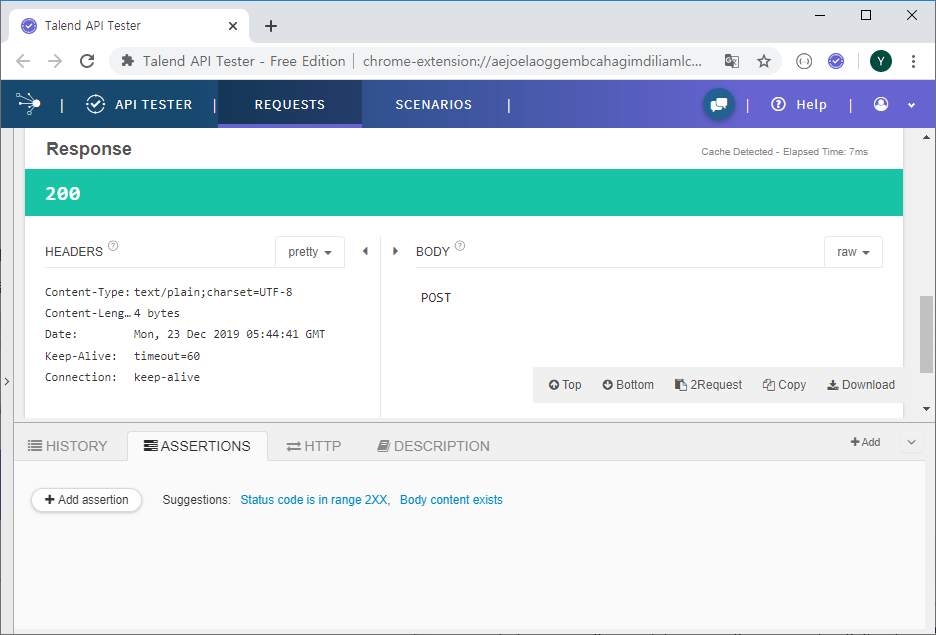 Talend API Tester
Talend API Tester - Free Edition | chrome-extension://aejoelaoggembcahagimdiliamlc...
Y
API TESTER
REQUESTS
SCENARIOS
Help
Response
Cache Detected - Elapsed Time: 7ms
200
HEADERS ?
pretty
BODY ?
raw
Content-Type: text/plain;charset=UTF-8
Content-Leng… 4 bytes
Date: Mon, 23 Dec 2019 05:44:41 GMT
Keep-Alive: timeout=60
Connection: keep-alive
POST
Top
Bottom
2Request
Copy
Download
HISTORY
ASSERTIONS
HTTP
DESCRIPTION
+ Add
+ Add assertion
Suggestions: Status code is in range 2XX, Body content exists